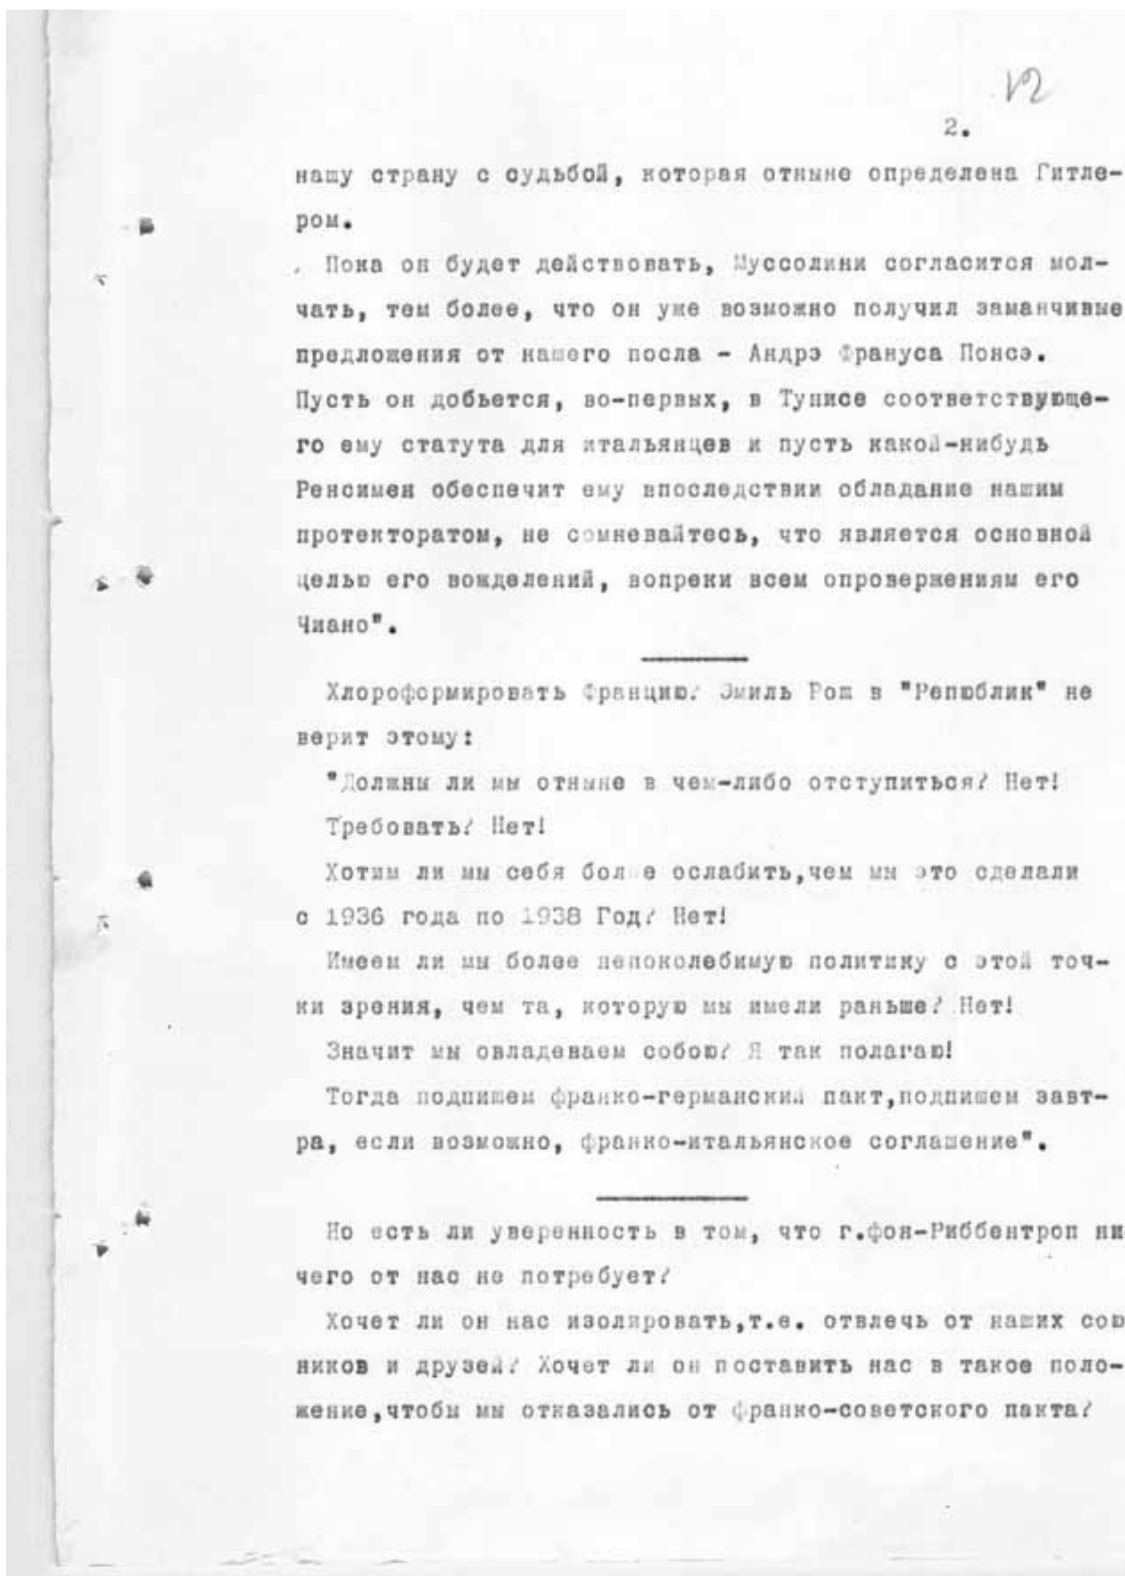 12
2.
нашу страну с судьбой, которая отныне определена Гитле-
ром.
Пока он будет действовать, Муссолини согласится мол-
чать, тем более, что он уже возможно получил заманчивые
предложения от нашего посла - Андрэ Франуса Понсэ.
Пусть он добьется, во-первых, в Тунисе соответствующе-
го ему статута для итальянцев и пусть какой-нибудь
Ренсимен обеспечит ему впоследствии обладание нашим
протекторатом, не сомневайтесь, что является основной
целью его вожделений, вопреки всем опровержениям его
Чиано".
Хлороформировать Францию? Эмиль Рош в "Репюблик" не
верит этому:
"Должны ли мы отныне в чем-либо отступиться? Нет!
Требовать? Нет!
Хотим ли мы себя более ослабить,чем мы это сделали
с 1936 года по 1938 Год? Нет!
Имеем ли мы более непоколебимую политику с этой точ-
ки зрения, чем та, которую мы имели раньше? Нет!
Значит мы овладеваем собою? Я так полагаю!
Тогда подпишем франко-германский пакт,подпишем завт-
ра, если возможно, франко-итальянское соглашение".
Но есть ли уверенность в том, что г.фон-Риббентроп ни
чего от нас не потребует?
Хочет ли он нас изолировать,т.е. отвлечь от наших сою
ников и друзей? Хочет ли он поставить нас в такое поло-
жение,чтобы мы отказались от франко-советского пакта?